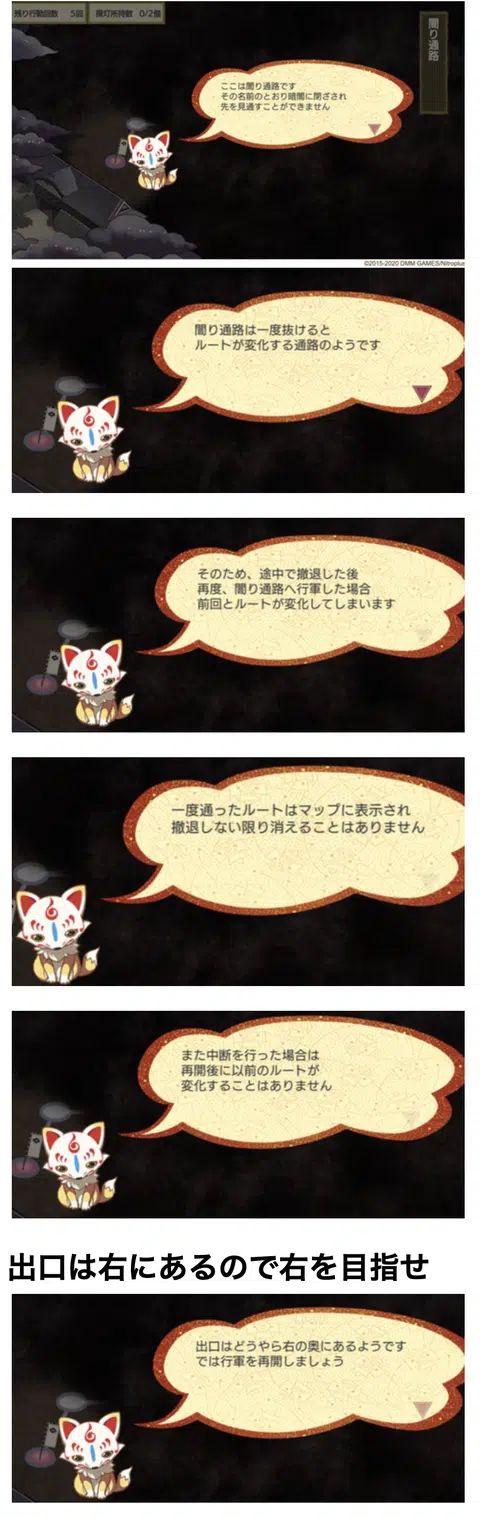 残り行動回数 5回 提灯所持数 0/2個
闇り通路
ここは闇り通路です
その名前のとおり暗闇に閉ざされ
先を見通すことができません
©2015-2020 DMM GAMES/Nitroplus
闇り通路は一度抜けると
ルートが変化する通路のようです
そのため、途中で撤退した後
再度、闇り通路へ行軍した場合
前回とルートが変化してしまいます
一度通ったルートはマップに表示され
撤退しない限り消えることはありません
また中断を行った場合は
再開後に以前のルートが
変化することはありません
出口は右にあるので右を目指せ
出口はどうやら右の奥にあるようです
では行軍を再開しましょう